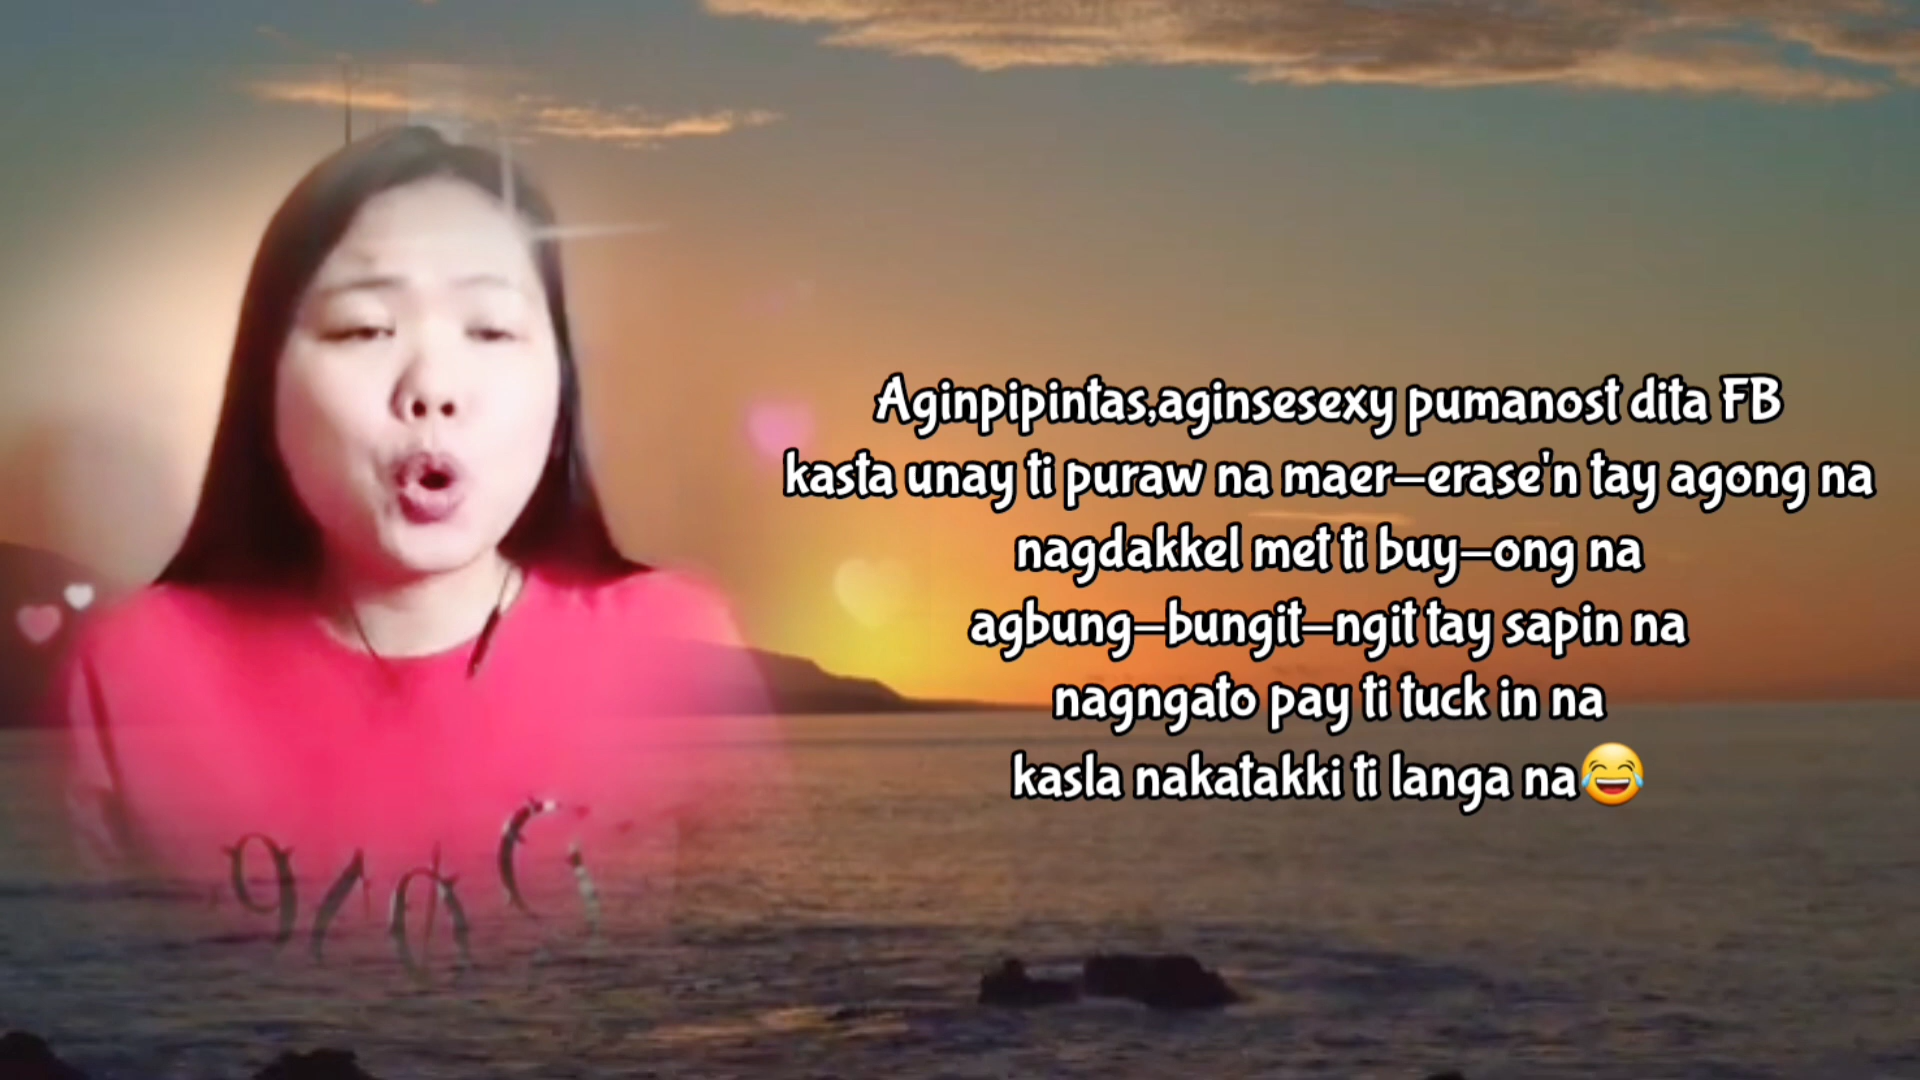 Aginpipintas,aginsesexy pumanost dita FB
kasta unay ti puraw na maer-erase'n tay agong na
nagdakkel met ti buy-ong na
agbung-bungit-ngit tay sapin na
nagngato pay ti tuck in na
kasla nakatakki ti langa na😂